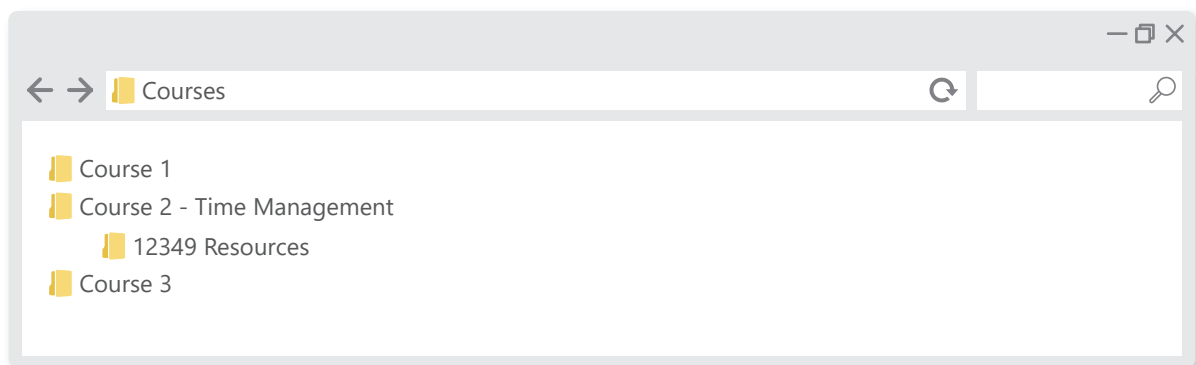 Courses
Course 1
Course 2 - Time Management
12349 Resources
Course 3